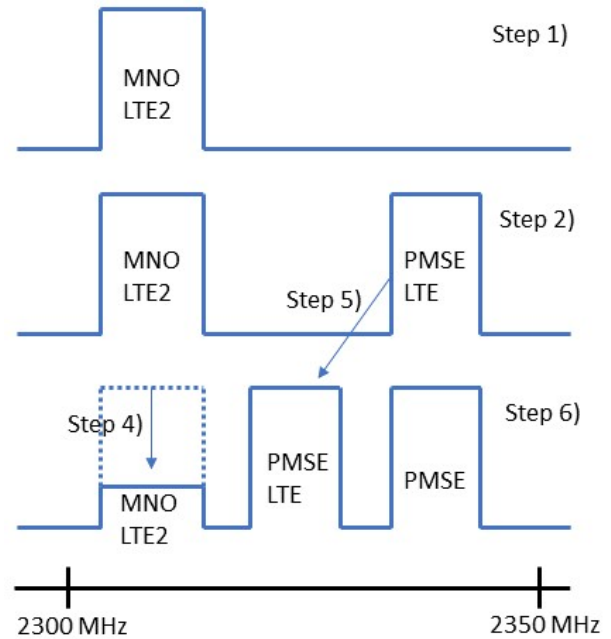 Step 1)
MNO
LTE2
Step 2)
MNO
LTE2
PMSE
LTE
Step 5)
Step 6)
Step 4)
MNO
LTE2
PMSE
LTE
PMSE
2300 MHz
2350 MHz